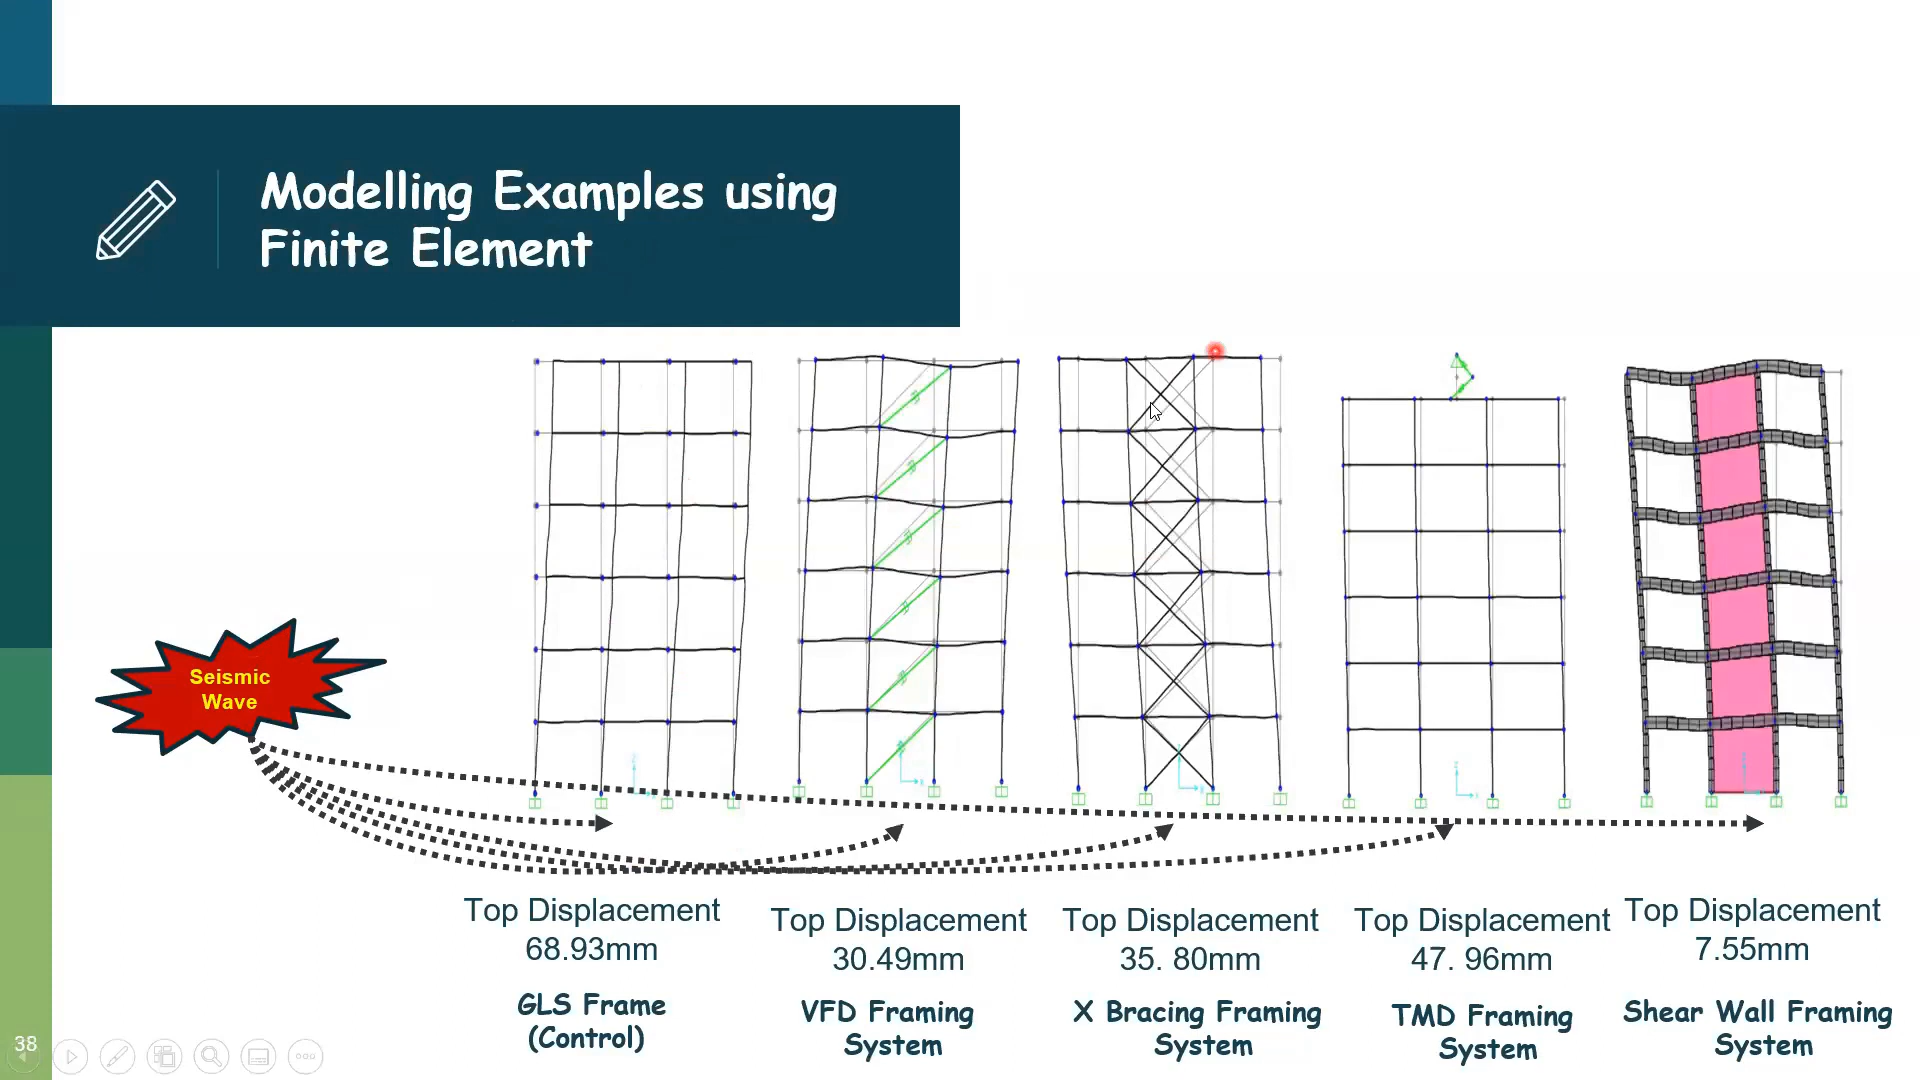 Modelling Examples using
Finite Element
Seismic
Wave
Top Displacement
68.93mm
GLS Frame
(Control)
Top Displacement
30.49mm
VFD Framing
System
Top Displacement
35. 80mm
X Bracing Framing
System
Top Displacement
47. 96mm
TMD Framing
System
Top Displacement
7.55mm
Shear Wall Framing
System
38